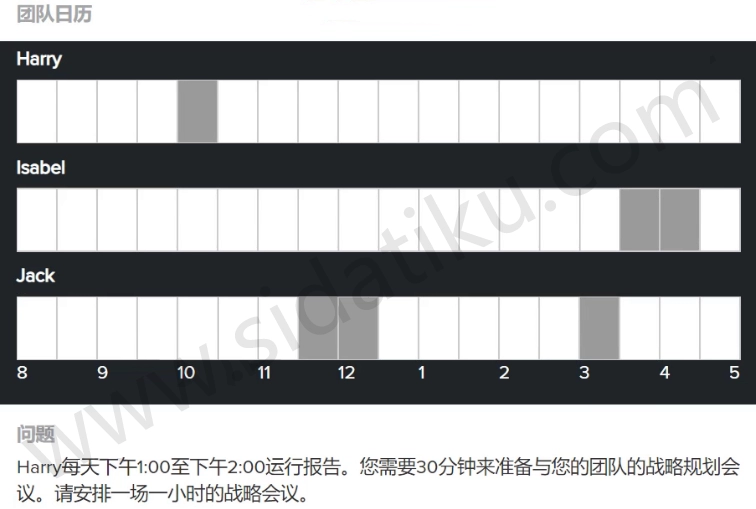 团队日历
Harry
Isabel
Jack
8 9 10 11 12 1 2 3 4 5
问题
Harry每天下午1:00至下午2:00运行报告。您需要30分钟来准备与您的团队的战略规划会
议。请安排一场一小时的战略会议。
www.sidatiku.com